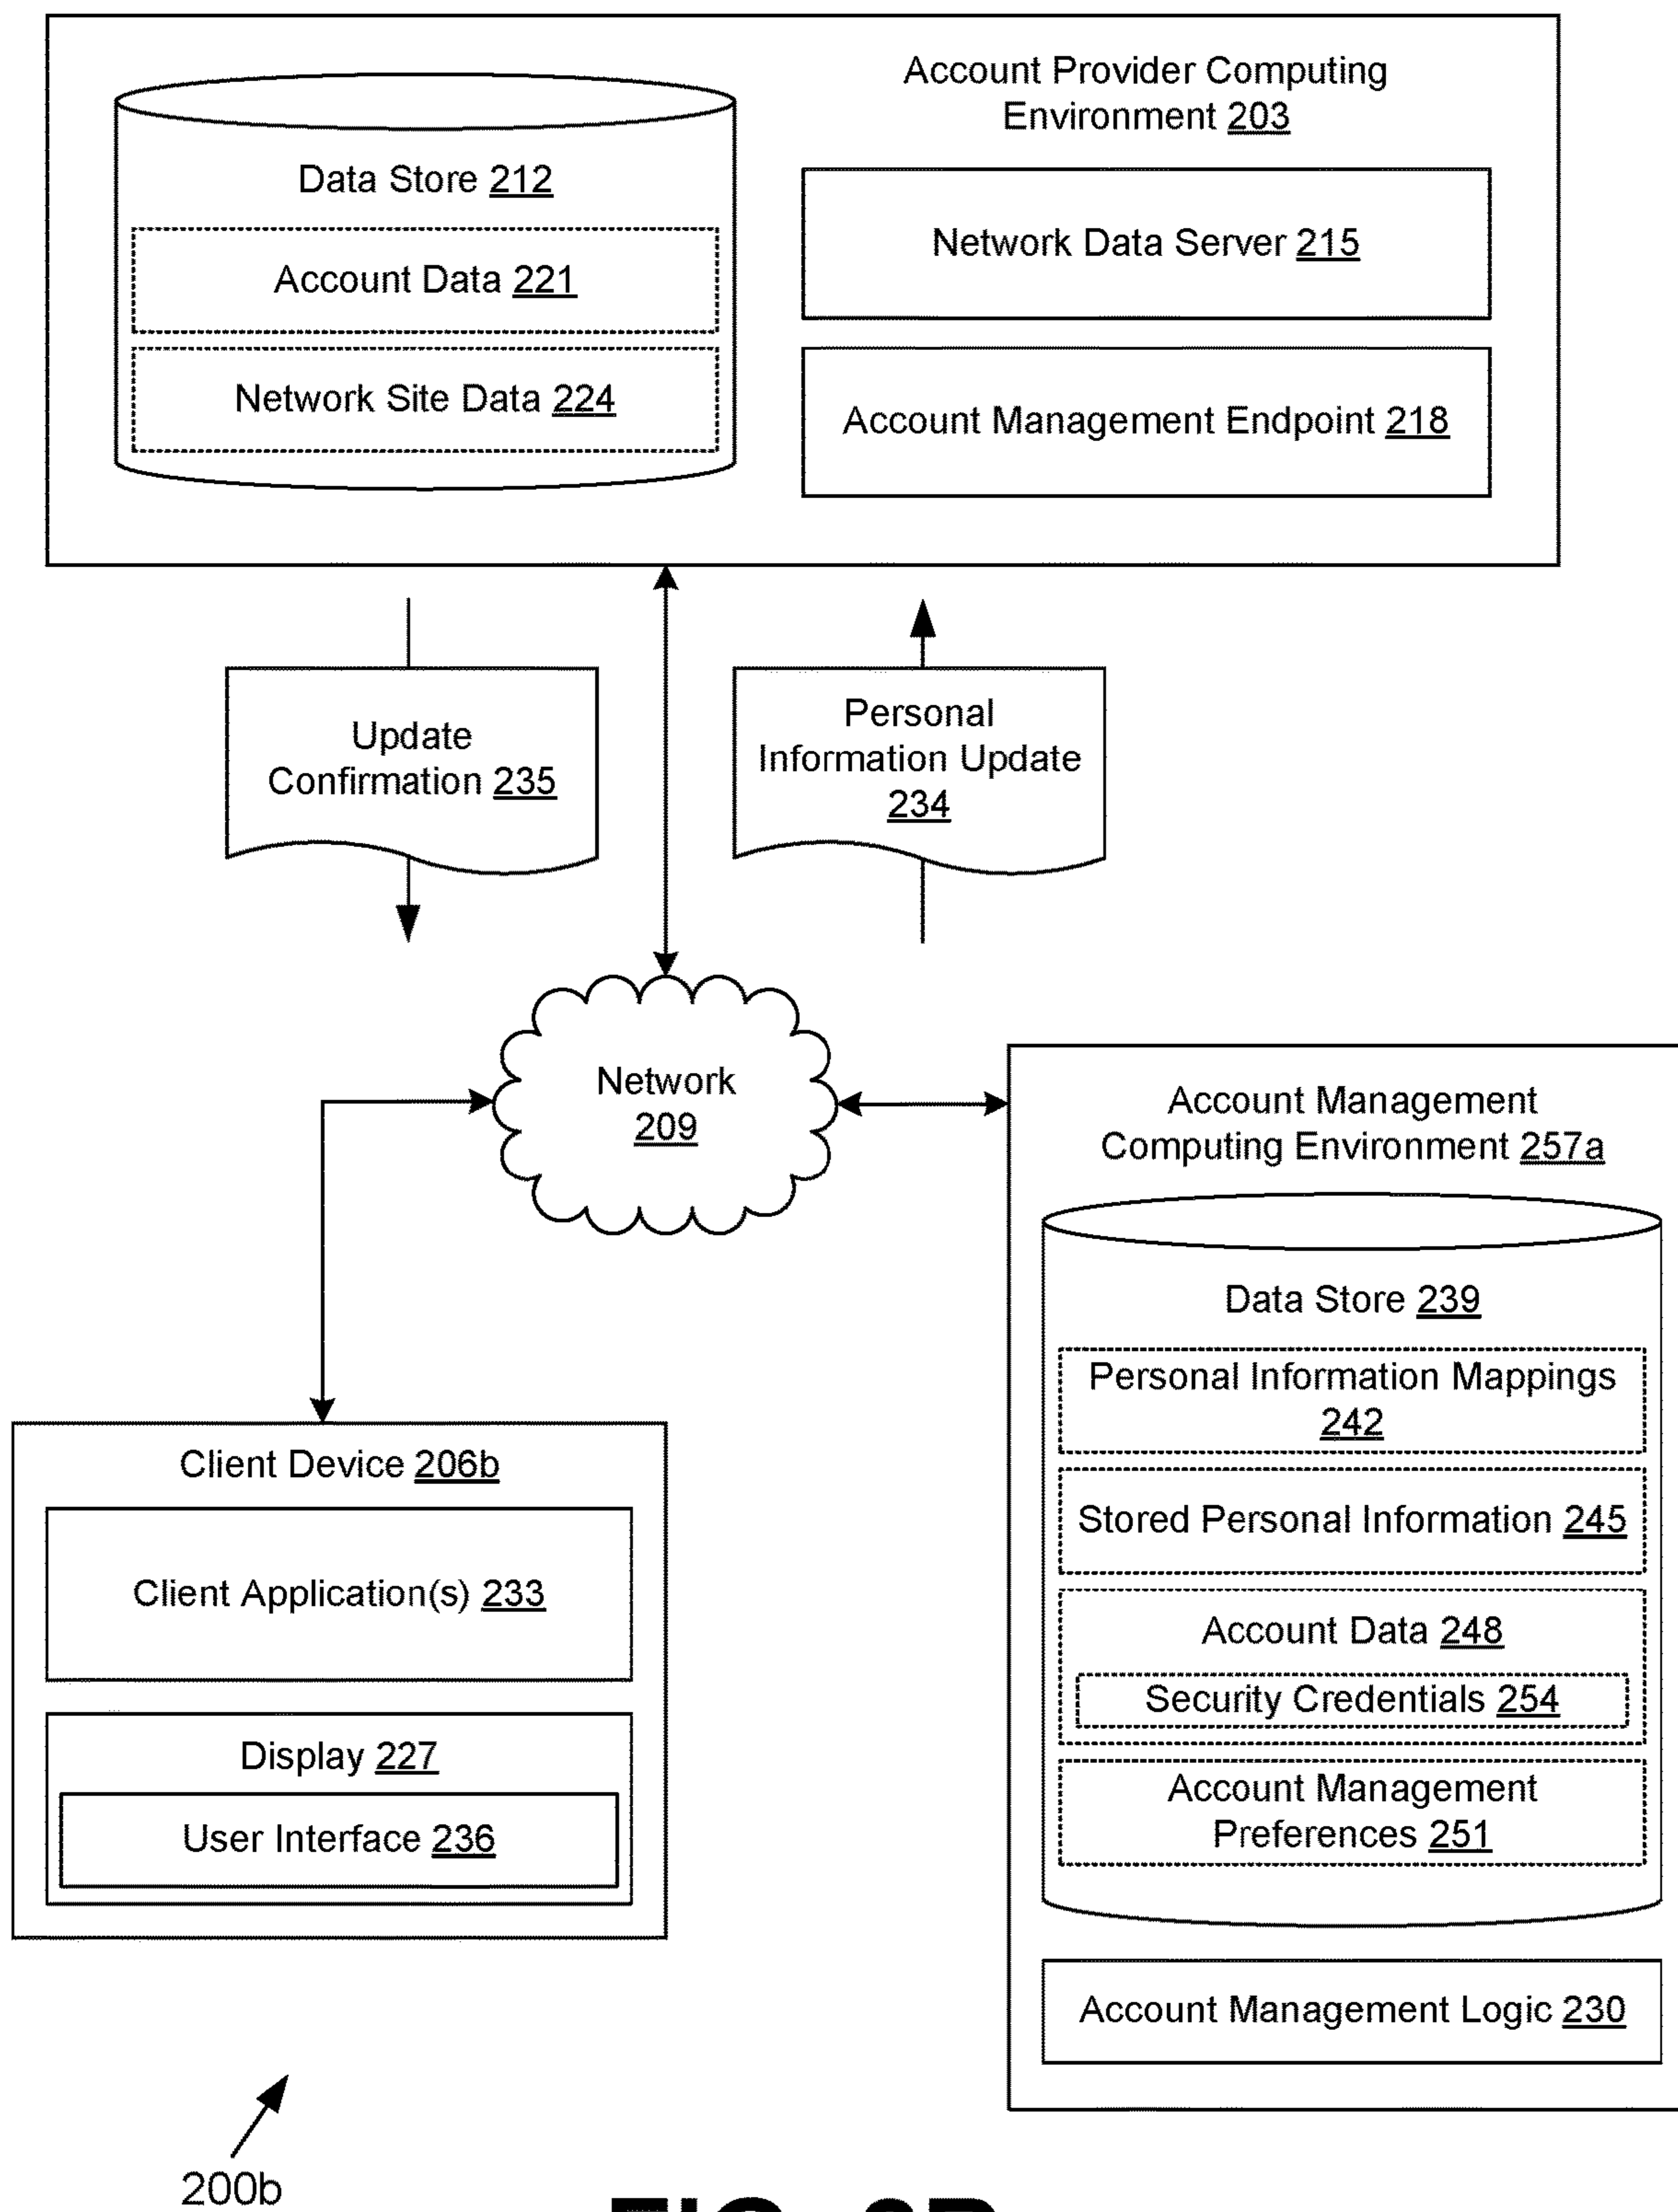 Account Provider Computing
Environment 203
Data Store 212
Account Data 221
Network Site Data 224
Network Data Server 215
Account Management Endpoint 218
Update
Confirmation 235
Personal
Information Update
234
Network
209
Account Management
Computing Environment 257a
Data Store 239
Personal Information Mappings
242
Stored Personal Information 245
Account Data 248
Security Credentials 254
Account Management
Preferences 251
Account Management Logic 230
Client Device 206b
Client Application(s) 233
Display 227
User Interface 236
200b